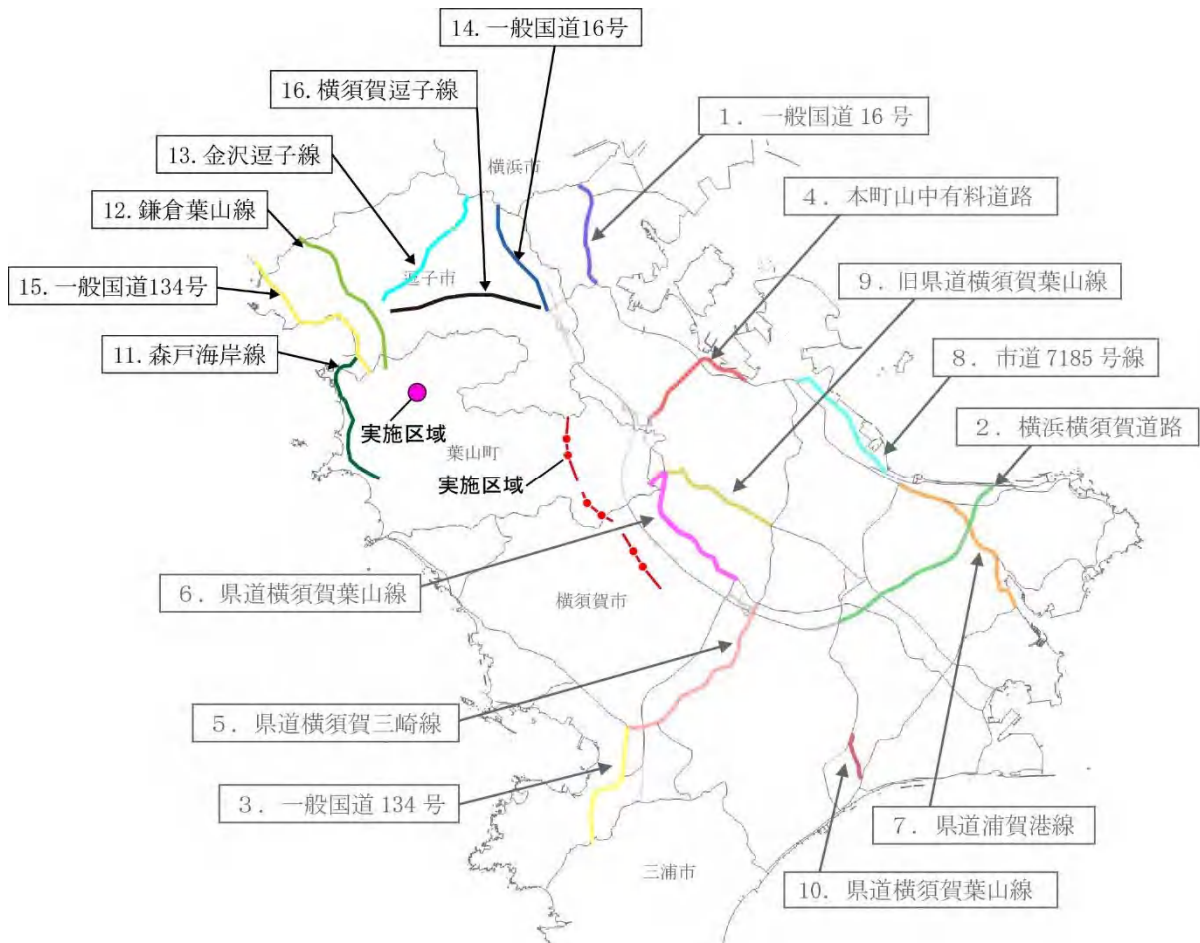 14. 一般国道16号
16. 横須賀逗子線
1. 一般国道 16 号
13. 金沢逗子線
横浜市
4. 本町山中有料道路
12. 鎌倉葉山線
9. 旧県道横須賀葉山線
15. 一般国道134号
逗子市
11. 森戸海岸線
8. 市道 7185 号線
実施区域
2. 横浜横須賀道路
葉山町
実施区域
6. 県道横須賀葉山線
横須賀市
5. 県道横須賀三崎線
3. 一般国道 134 号
7. 県道浦賀港線
三浦市
10. 県道横須賀葉山線